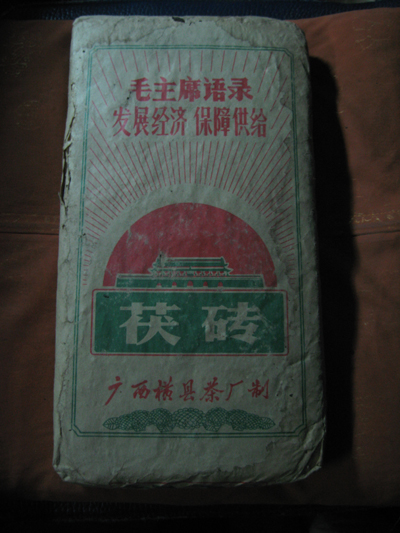 毛主席语录
发展经济 保障供给
茯砖
广西横县茶厂制